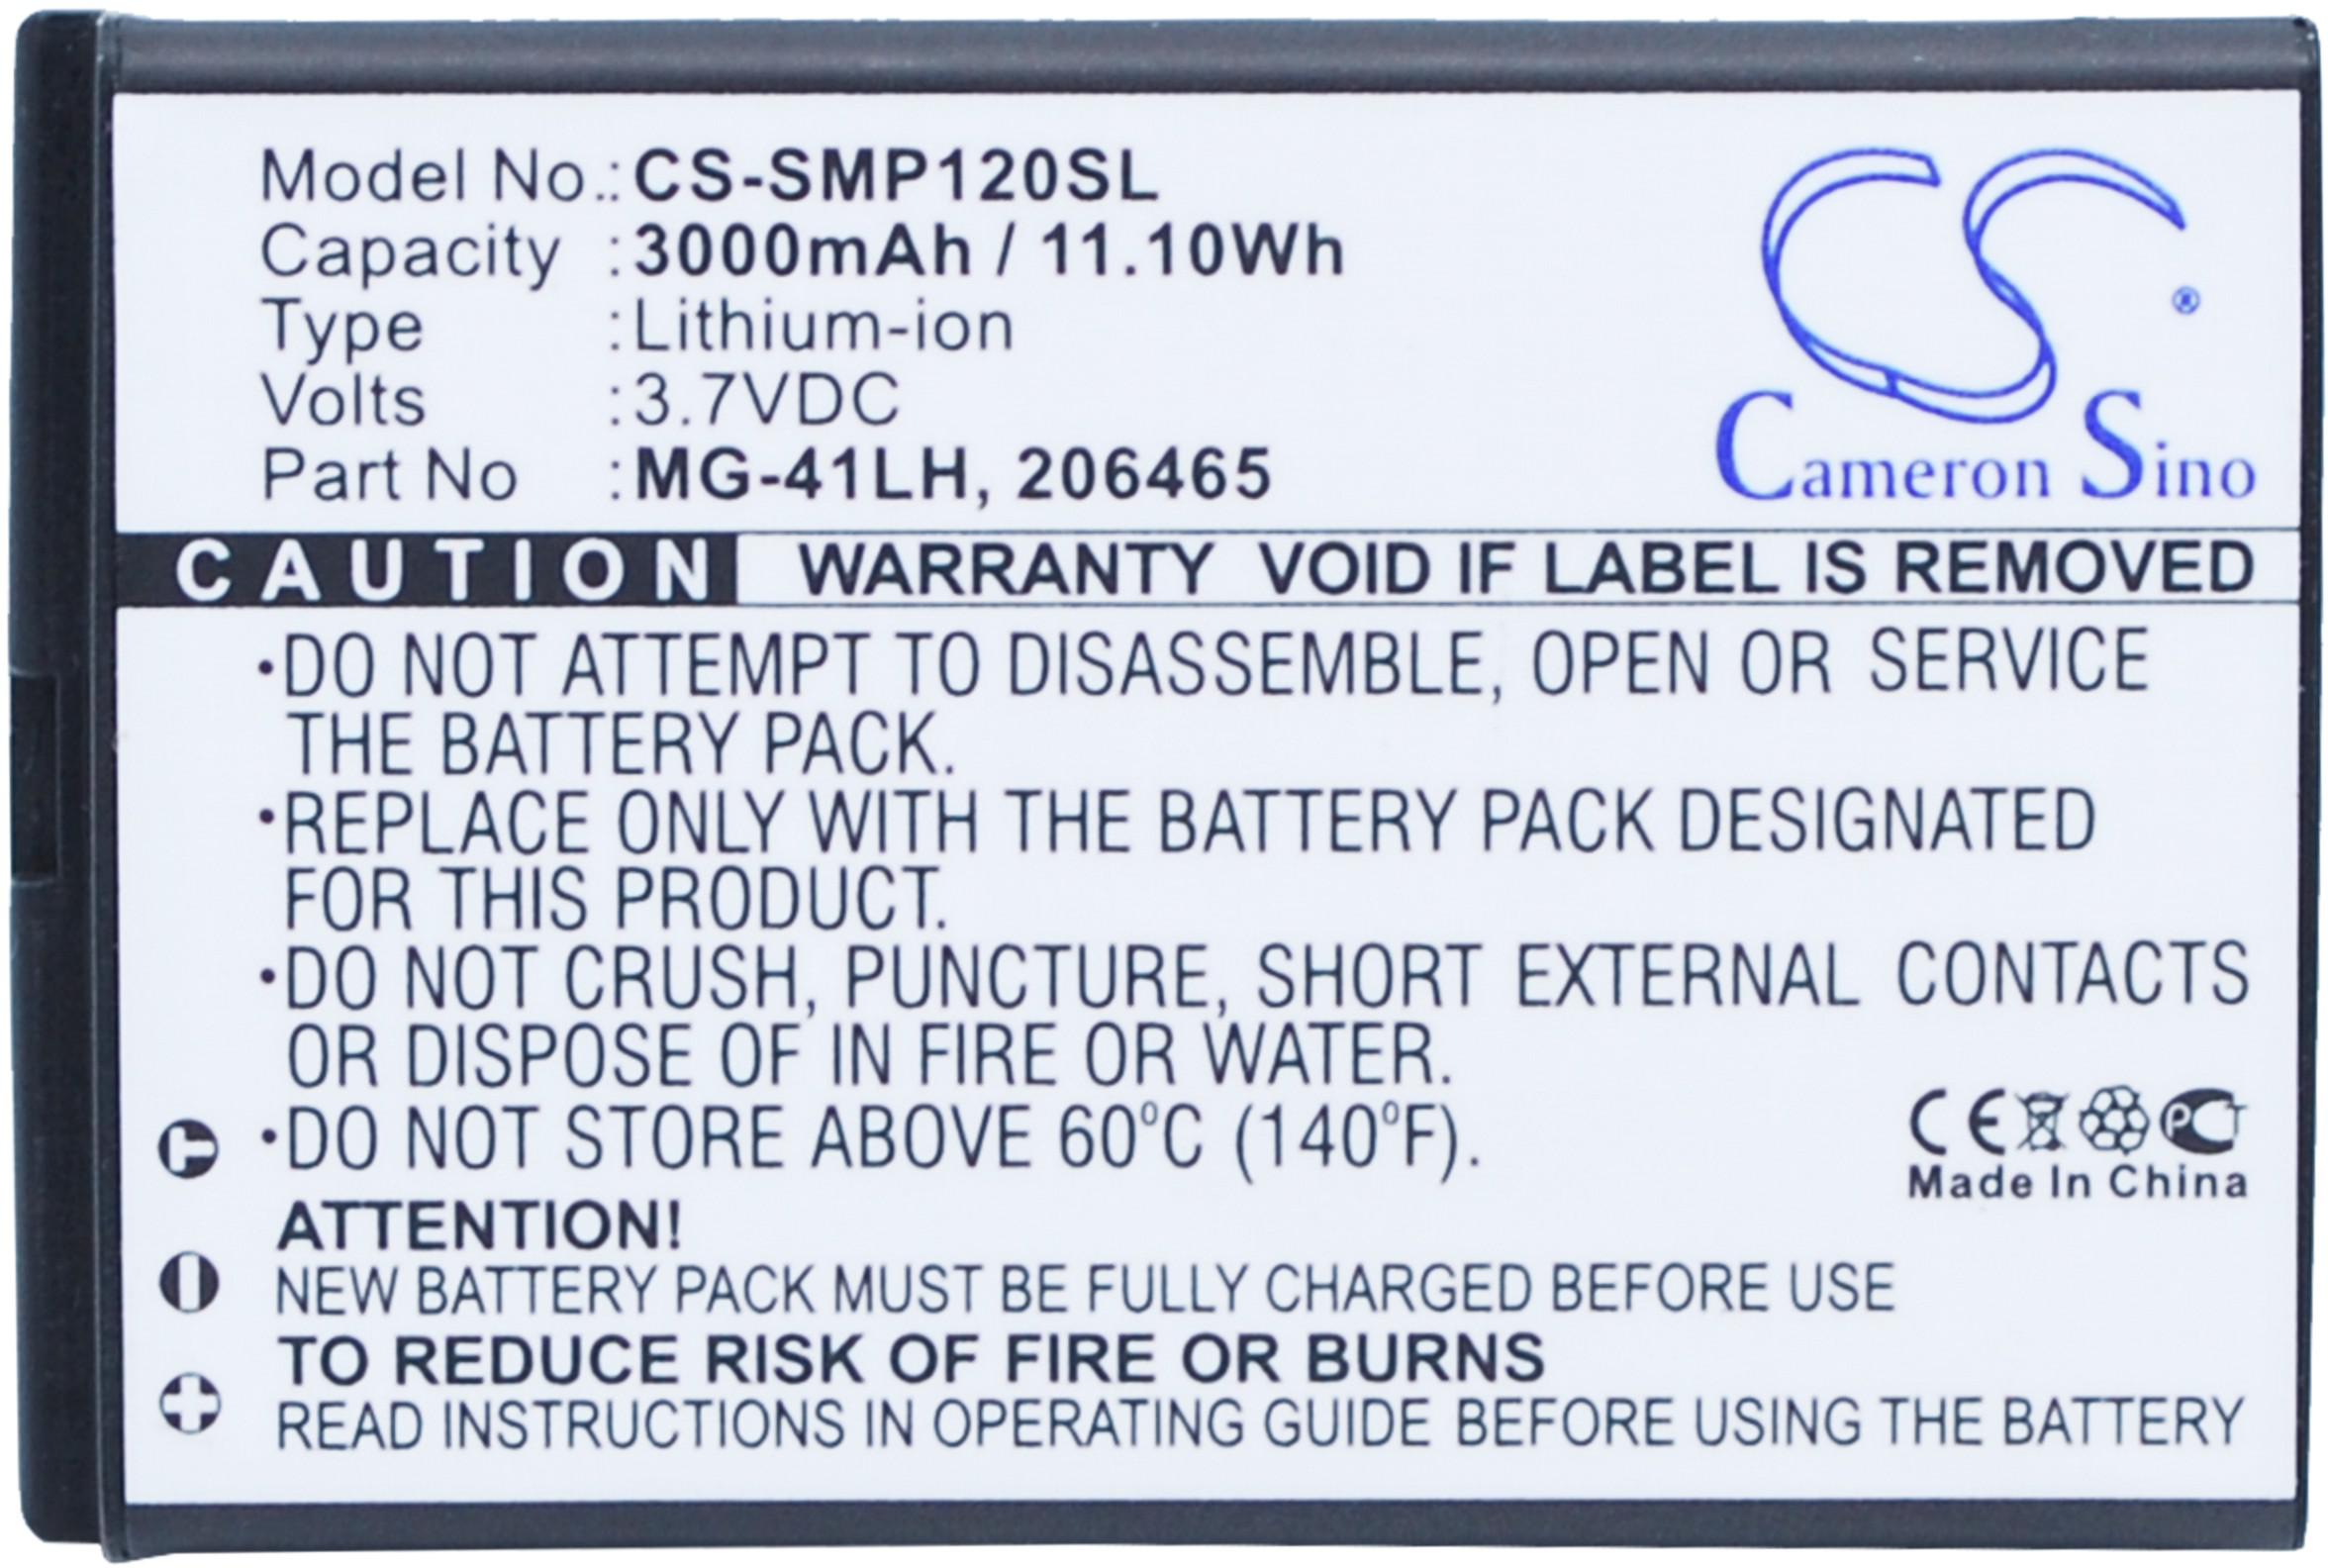 Model No.: CS-SMP120SL
Capacity : 3000mAh / 11.10Wh
Type : Lithium-ion
Volts : 3.7VDC
Part No : MG-41LH, 206465
CS ®
Cameron Sino
CAUTION WARRANTY VOID IF LABEL IS REMOVED
•DO NOT ATTEMPT TO DISASSEMBLE, OPEN OR SERVICE
THE BATTERY PACK.
•REPLACE ONLY WITH THE BATTERY PACK DESIGNATED
FOR THIS PRODUCT.
•DO NOT CRUSH, PUNCTURE, SHORT EXTERNAL CONTACTS
OR DISPOSE OF IN FIRE OR WATER.
•DO NOT STORE ABOVE 60°C (140°F).
CE PCT
Made In China
T
ATTENTION!
NEW BATTERY PACK MUST BE FULLY CHARGED BEFORE USE
TO REDUCE RISK OF FIRE OR BURNS
READ INSTRUCTIONS IN OPERATING GUIDE BEFORE USING THE BATTERY
-
+